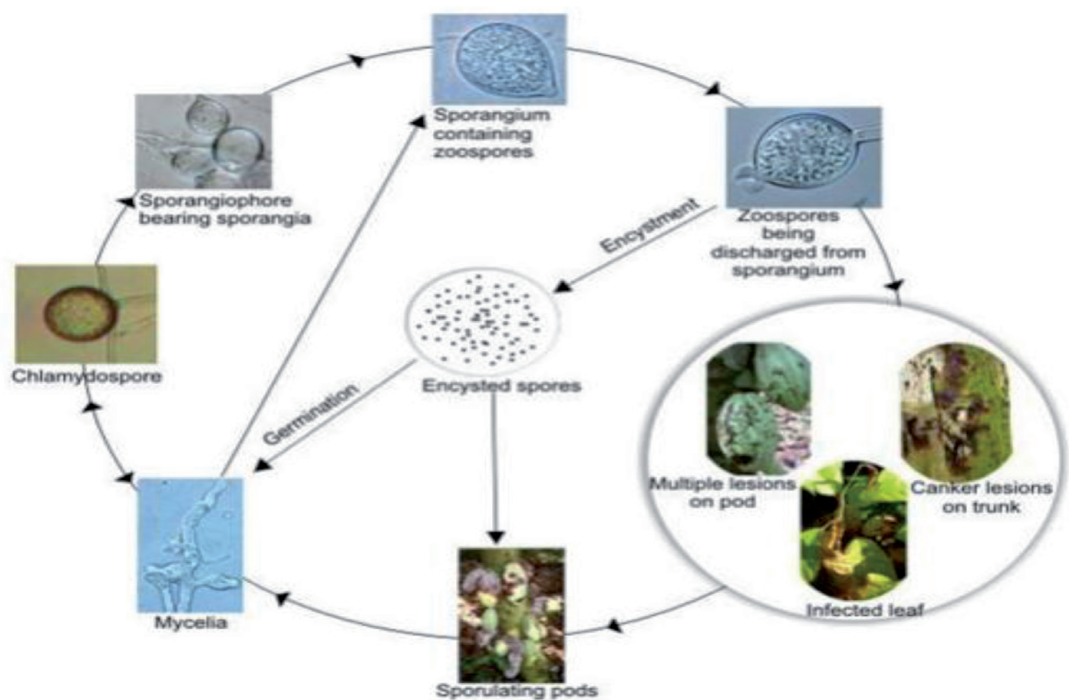 Sporangium
containing
zoospores
Sporangiophore
bearing sporangia
Zoospores
being
discharged from
sporangium
Encystment
Chlamydospore
Encysted spores
Germination
Multiple lesions
on pod
Canker lesions
on trunk
Infected leaf
Mycelia
Sporulating pods